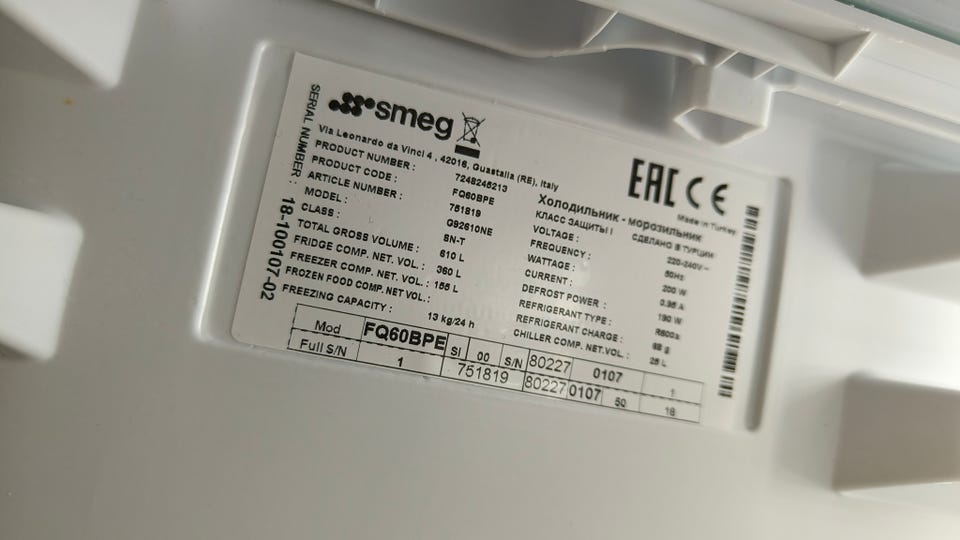 smeg
Via Leonardo da Vinci 4 , 42016, Guastalla (RE), Italy
PRODUCT NUMBER : 7248245213
PRODUCT CODE : FQ60BPE
ARTICLE NUMBER : 751819
MODEL : G92610NE
CLASS : SN-T
TOTAL GROSS VOLUME : 610 L
FRIDGE COMP. NET. VOL. : 360 L
FREEZER COMP. NET VOL. : 155 L
FROZEN FOOD COMP. NET VOL. :
FREEZING CAPACITY : 13 kg/24 h
SERIAL NUMBER: 18-100107-02
EAC CE
Made in Turkey
Холодильник - морозильник
КЛАСС ЗАЩИТЫ I СДЕЛАНО В ТУРЦИИ
VOLTAGE : 220-240V ~
FREQUENCY : 50Hz
WATTAGE : 200 W
CURRENT : 0.95 A
DEFROST POWER : 190 W
REFRIGERANT TYPE : R600a
REFRIGERANT CHARGE :
CHILLER COMP. NET.VOL. : 25 L
Mod FQ60BPE SI 00 S/N 80227 0107 1
Full S/N 1 751819 80227 0107 50 18